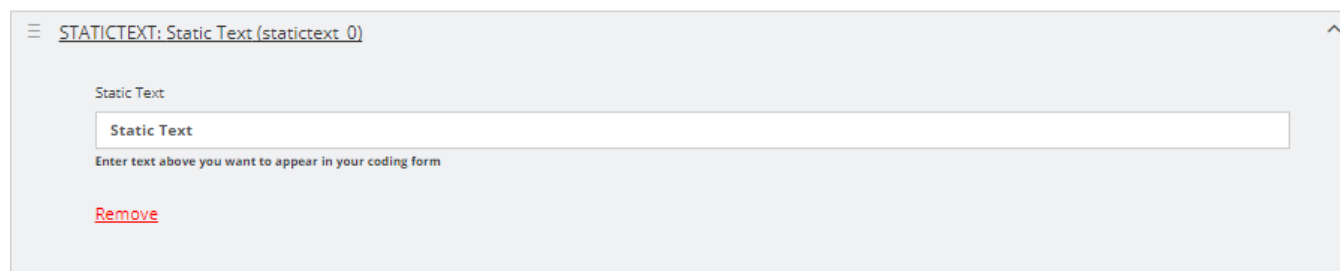 STATICTEXT: Static Text (statictext_0)
Static Text
Static Text
Enter text above you want to appear in your coding form
Remove